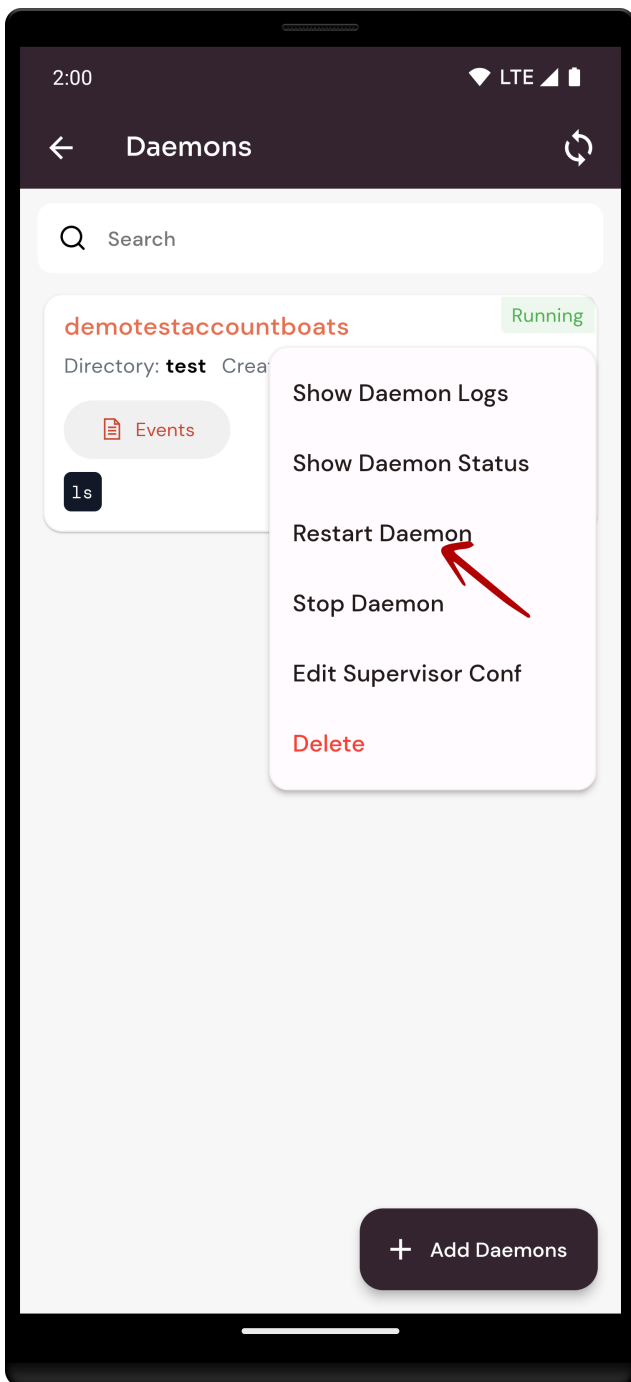 2:00 LTE
Daemons
Search
Running
demotestaccountboats
Directory: test Crea
Events
ls
Show Daemon Logs
Show Daemon Status
Restart Daemon
Stop Daemon
Edit Supervisor Conf
Delete
+ Add Daemons